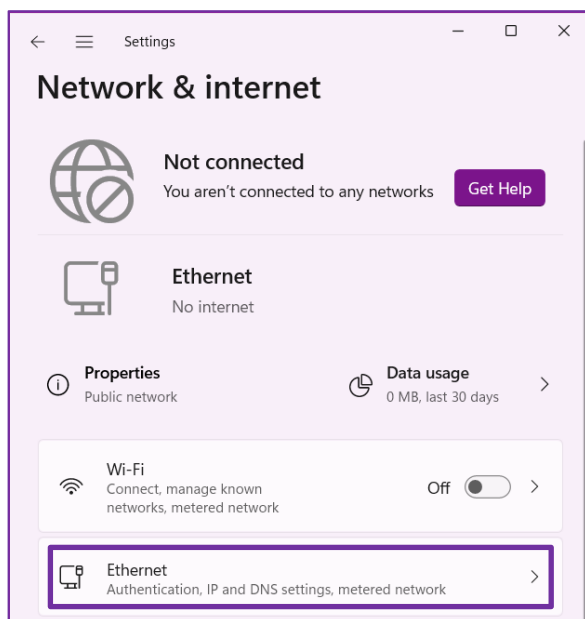 Settings
Network & internet
Not connected
You aren't connected to any networks
Get Help
Ethernet
No internet
Properties
Public network
Data usage
0 MB, last 30 days
Wi-Fi
Connect, manage known
networks, metered network
Off
Ethernet
Authentication, IP and DNS settings, metered network